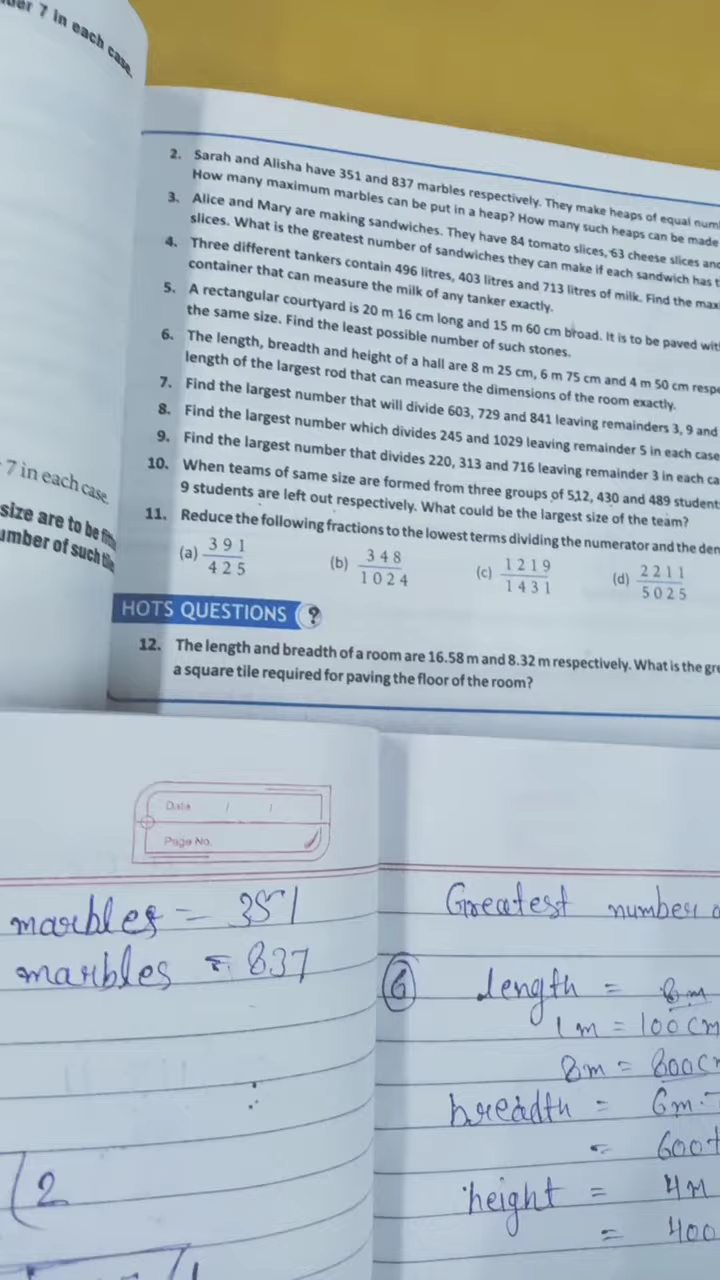 7 in each case.
2. Sarah and Alisha have 351 and 837 marbles respectively. They make heaps of equal
How many maximum marbles can be put in a heap? How many such heaps can be made
3. Alice and Mary are making sandwiches. They have 84 tomato slices, 63 cheese slices and
slices. What is the greatest number of sandwiches they can make if each sandwich has
4. Three different tankers contain 496 litres, 403 litres and 713 litres of milk. Find the
container that can measure the milk of any tanker exactly.
5. A rectangular courtyard is 20 m 16 cm long and 15 m 60 cm broad. It is to be paved
the same size. Find the least possible number of such stones.
6. The length, breadth and height of a hall are 8 m 25 cm, 6 m 75 cm and 4 m 50 cm
length of the largest rod that can measure the dimensions of the room exactly.
7. Find the largest number that will divide 603, 729 and 841 leaving remainders 3, 9 and
8. Find the largest number which divides 245 and 1029 leaving remainder 5 in each case
9. Find the largest number that divides 220, 313 and 716 leaving remainder 3 in each
10. When teams of same size are formed from three groups of 512, 430 and 489
9 students are left out respectively. What could be the largest size of the team?
11. Reduce the following fractions to the lowest terms dividing the numerator and the
(a) 391/425 (b) 348/1024 (c) 1219/1431 (d) 2211/5025
HOTS QUESTIONS ?
12. The length and breadth of a room are 16.58 m and 8.32 m respectively. What is the
a square tile required for paving the floor of the room?
7 in each case.
size are to be
number of such
Date / /
Page No.
marbles = 351
marbles = 837
(2
Greatest number
6 length = 8m
1m = 100cm
8m = 800
breadth = 6m
= 600+
height = 4m
= 400